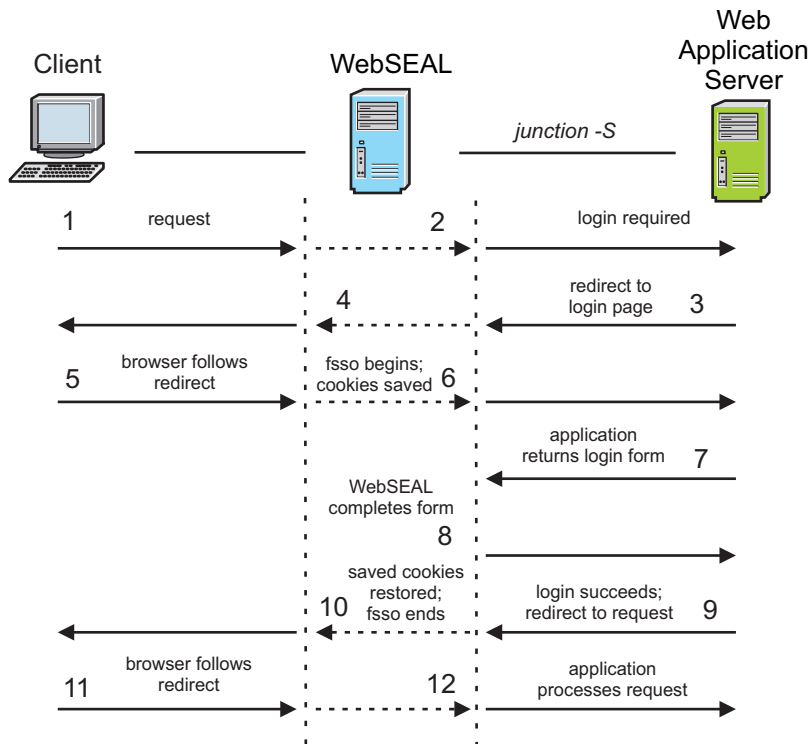 Client
WebSEAL
Web
Application
Server
junction -S
1
request
2
login required
4
redirect to
login page
3
5
browser follows
redirect
fsso begins;
cookies saved
6
application
returns login form
7
WebSEAL
completes form
8
saved cookies
restored;
fsso ends
10
login succeeds;
redirect to request
9
11
browser follows
redirect
12
application
processes request